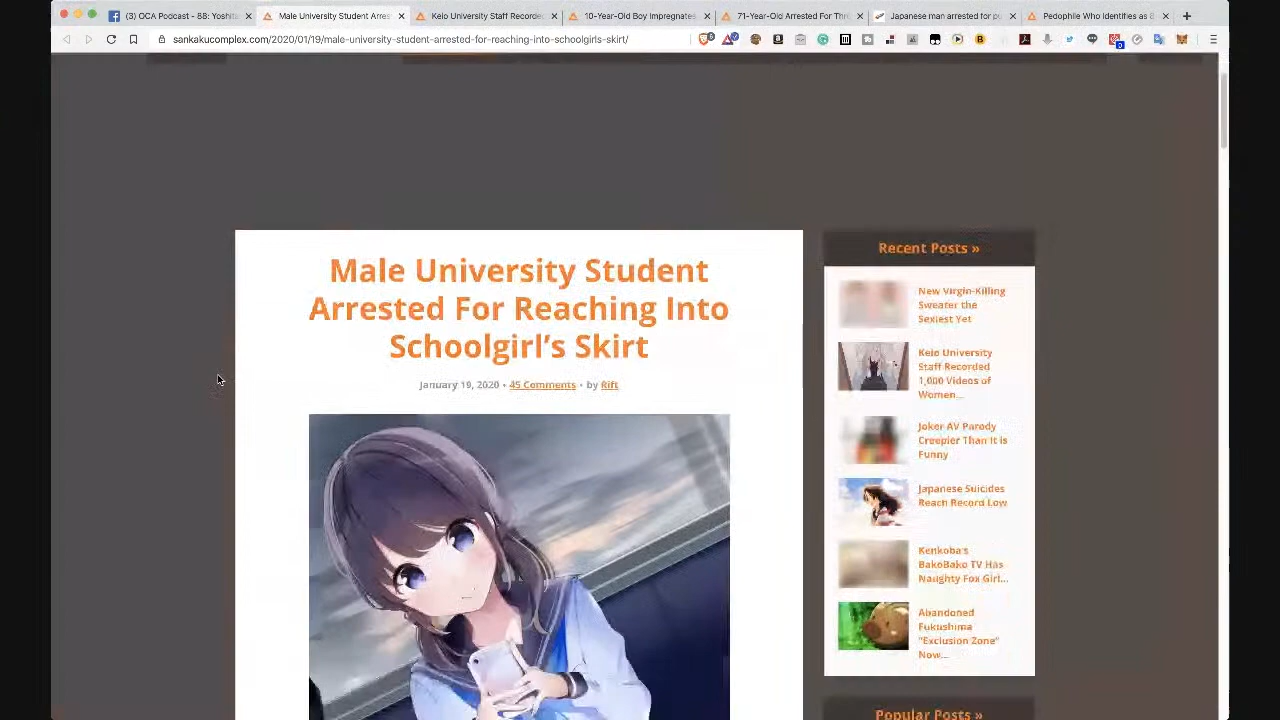 (3) OCA Podcast - 88: Yoshit
Male University Student Arres
Keio University Staff Recorde
10-Year-Old Boy Impregnates
71-Year-Old Arrested For Thr
Japanese man arrested for p
Pedophile Who Identifies as
sankakucomplex.com/2020/01/19/male-university-student-arrested-for-reaching-into-schoolgirls-skirt/
Male University Student
Arrested For Reaching Into
Schoolgirl's Skirt
January 19, 2020 • 45 Comments • by Rift
Recent Posts »
New Virgin-Killing
Sweater the
Sexiest Yet
Keio University
Staff Recorded
1,000 Videos of
Women...
Joker AV Parody
Creepier Than It Is
Funny
Japanese Suicides
Reach Record Low
Kenkoba's
BakoBako TV Has
Naughty Fox Girl...
Abandoned
Fukushima
"Exclusion Zone"
Now...
Popular Posts »